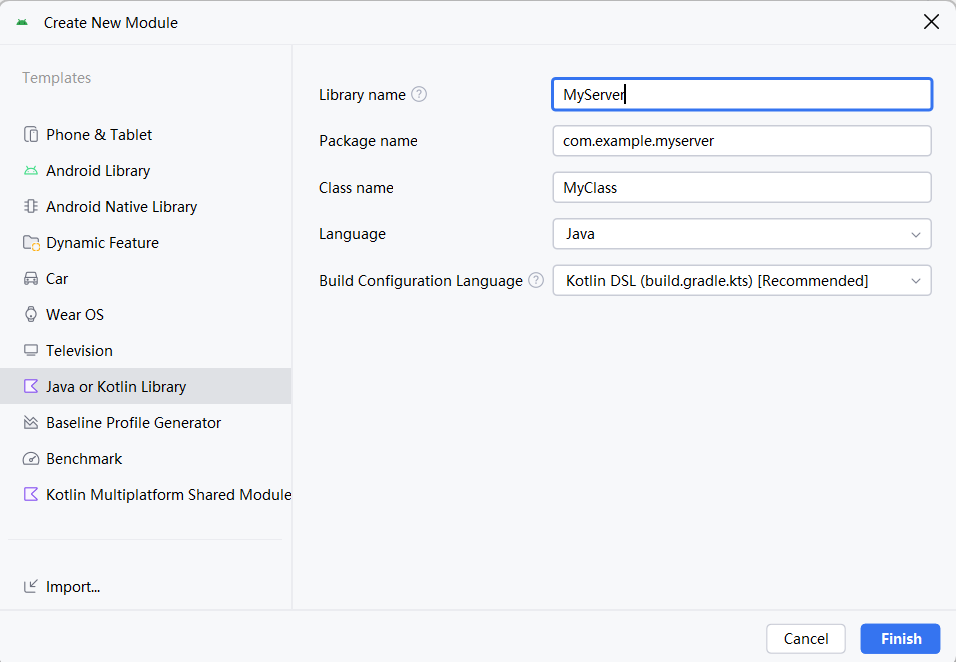 Create New Module
Templates
Phone & Tablet
Android Library
Android Native Library
Dynamic Feature
Car
Wear OS
Television
Java or Kotlin Library
Baseline Profile Generator
Benchmark
Kotlin Multiplatform Shared Module
Import...
Library name ?
MyServer
Package name
com.example.myserver
Class name
MyClass
Language
Java
Build Configuration Language ?
Kotlin DSL (build.gradle.kts) [Recommended]
Cancel
Finish